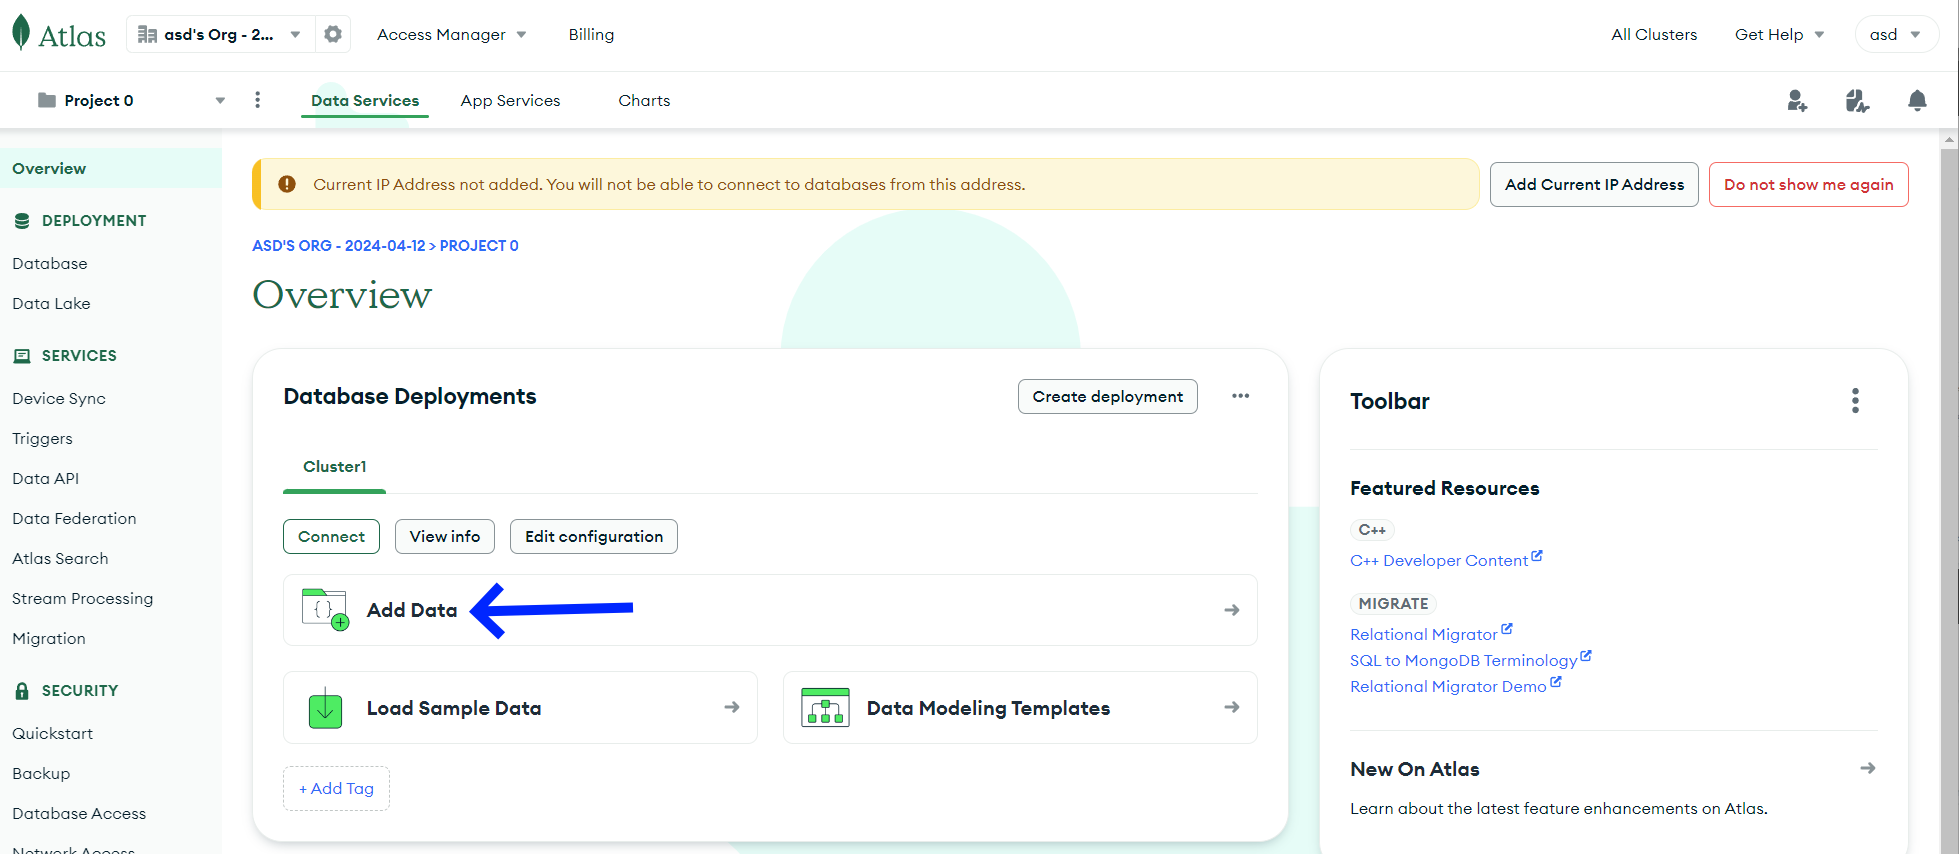 Atlas
asd's Org - 2...
Access Manager
Billing
All Clusters
Get Help
asd
Project 0
Data Services
App Services
Charts
Overview
DEPLOYMENT
Database
Data Lake
SERVICES
Device Sync
Triggers
Data API
Data Federation
Atlas Search
Stream Processing
Migration
SECURITY
Quickstart
Backup
Database Access
Network Access
Current IP Address not added. You will not be able to connect to databases from this address.
Add Current IP Address
Do not show me again
ASD'S ORG - 2024-04-12 > PROJECT 0
Overview
Database Deployments
Create deployment
Cluster1
Connect
View info
Edit configuration
{ }
Add Data
Load Sample Data
Data Modeling Templates
+ Add Tag
Toolbar
Featured Resources
C++
C++ Developer Content
MIGRATE
Relational Migrator
SQL to MongoDB Terminology
Relational Migrator Demo
New On Atlas
Learn about the latest feature enhancements on Atlas.